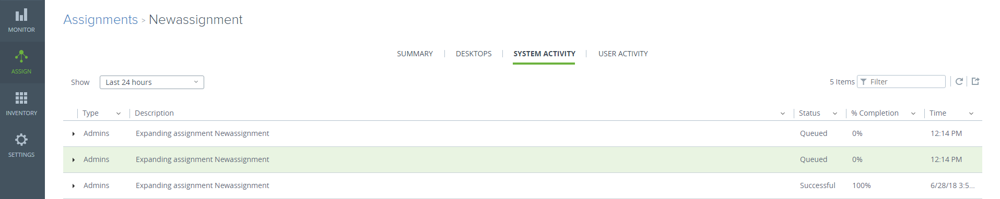 MONITOR
ASSIGN
INVENTORY
SETTINGS
Assignments > Newassignment
SUMMARY DESKTOPS SYSTEM ACTIVITY USER ACTIVITY
Show Last 24 hours 5 Items Filter
Type Description Status % Completion Time
Admins Expanding assignment Newassignment Queued 0% 12:14 PM
Admins Expanding assignment Newassignment Queued 0% 12:14 PM
Admins Expanding assignment Newassignment Successful 100% 6/28/18 3:5...